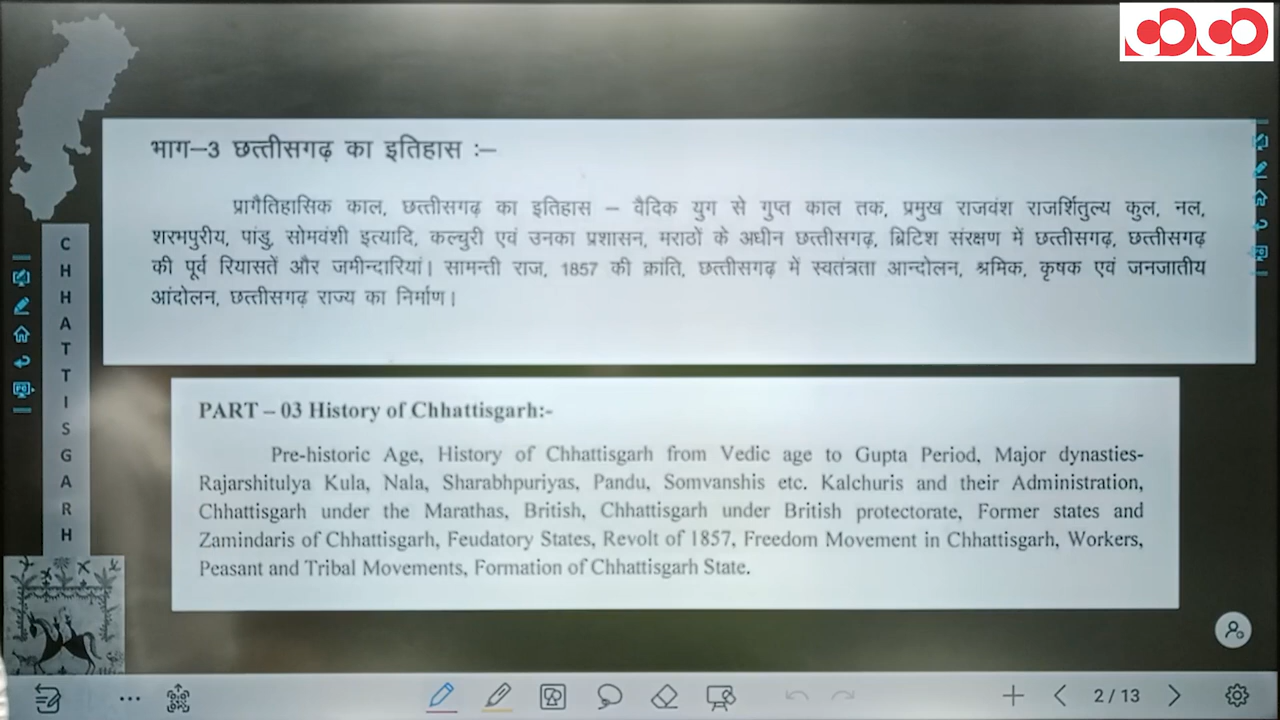 भाग–3 छत्तीसगढ़ का इतिहास :–
प्रागैतिहासिक काल, छत्तीसगढ़ का इतिहास – वैदिक युग से गुप्त काल तक, प्रमुख राजवंश राजर्शितुल्य कुल, नल,
शरभपुरीय, पांडु, सोमवंशी इत्यादि, कल्चुरी एवं उनका प्रशासन, मराठों के अधीन छत्तीसगढ़, ब्रिटिश संरक्षण में छत्तीसगढ़, छत्तीसगढ़
की पूर्व रियासतें और जमीन्दारियां। सामन्ती राज, 1857 की क्रांति, छत्तीसगढ़ में स्वतंत्रता आन्दोलन, श्रमिक, कृषक एवं जनजातीय
आंदोलन, छत्तीसगढ़ राज्य का निर्माण।
CHHATTISGARH
PART – 03 History of Chhattisgarh:-
Pre-historic Age, History of Chhattisgarh from Vedic age to Gupta Period, Major dynasties-
Rajarshitulya Kula, Nala, Sharabhpuriyas, Pandu, Somvanshis etc. Kalchuris and their Administration,
Chhattisgarh under the Marathas, British, Chhattisgarh under British protectorate, Former states and
Zamindaris of Chhattisgarh, Feudatory States, Revolt of 1857, Freedom Movement in Chhattisgarh, Workers,
Peasant and Tribal Movements, Formation of Chhattisgarh State.
2 / 13